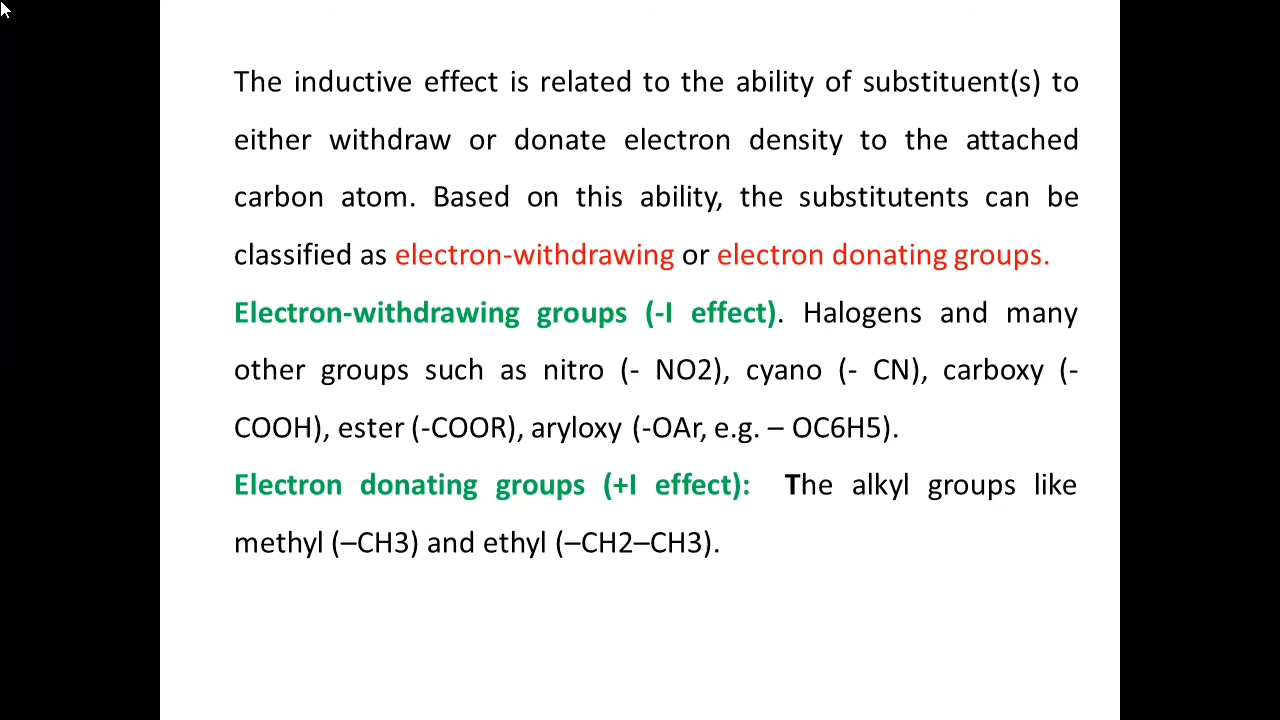 The inductive effect is related to the ability of substituent(s) to
either withdraw or donate electron density to the attached
carbon atom. Based on this ability, the substitutents can be
classified as electron-withdrawing or electron donating groups.
Electron-withdrawing groups (-I effect). Halogens and many
other groups such as nitro (- NO2), cyano (- CN), carboxy (-
COOH), ester (-COOR), aryloxy (-OAr, e.g. – OC6H5).
Electron donating groups (+I effect): The alkyl groups like
methyl (–CH3) and ethyl (–CH2–CH3).